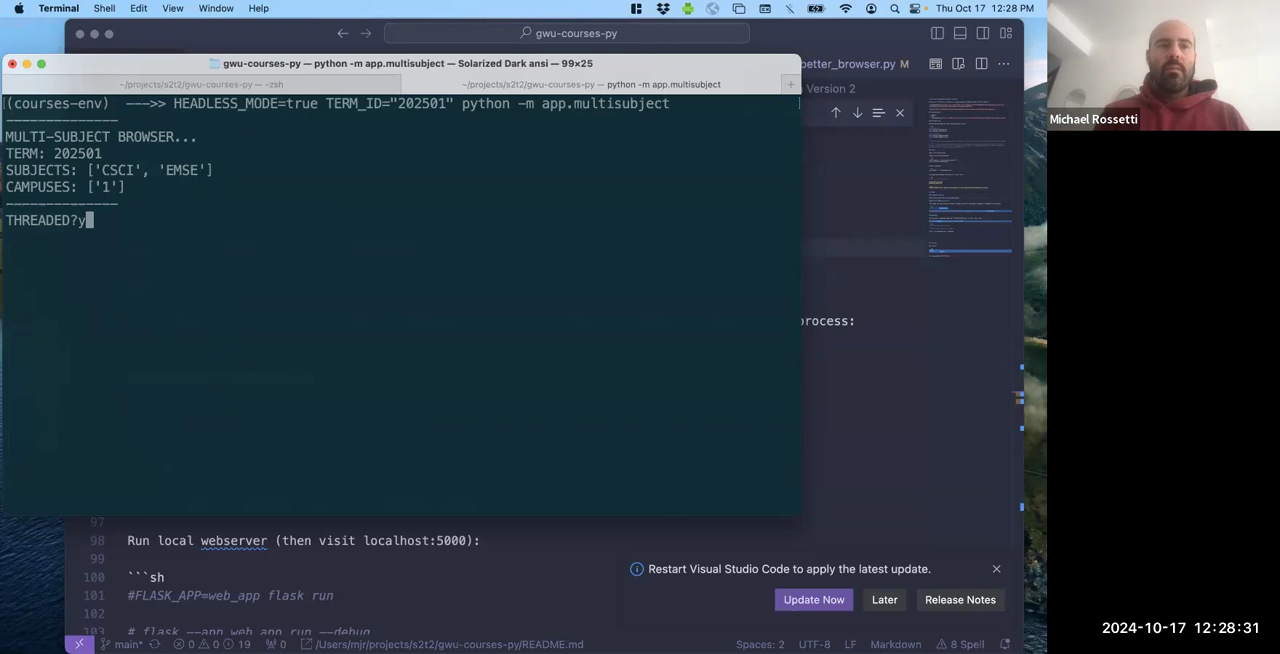 Terminal Shell Edit View Window Help Thu Oct 17 12:28 PM
gwu-courses-py
gwu-courses-py — python -m app.multisubject — Solarized Dark ansi — 99×25
better_browser.py M
~/projects/s2t2/gwu-courses-py — -zsh
~/projects/s2t2/gwu-courses-py — python -m app.multisubject
+
Version 2
(courses-env) --->> HEADLESS_MODE=true TERM_ID="202501" python -m app.multisubject
--------------
MULTI-SUBJECT BROWSER...
TERM: 202501
SUBJECTS: ['CSCI', 'EMSE']
CAMPUSES: ['1']
--------------
THREADED?y
process:
97
98 Run local webserver (then visit localhost:5000):
99
100 ```sh
101 #FLASK_APP=web_app flask run
102
103 # flask --app web_app run --debug
Restart Visual Studio Code to apply the latest update.
Update Now Later Release Notes
main* 0 0 19 0 /Users/mjr/projects/s2t2/gwu-courses-py/README.md Spaces: 2 UTF-8 LF Markdown 8 Spell
Michael Rossetti
2024-10-17 12:28:31